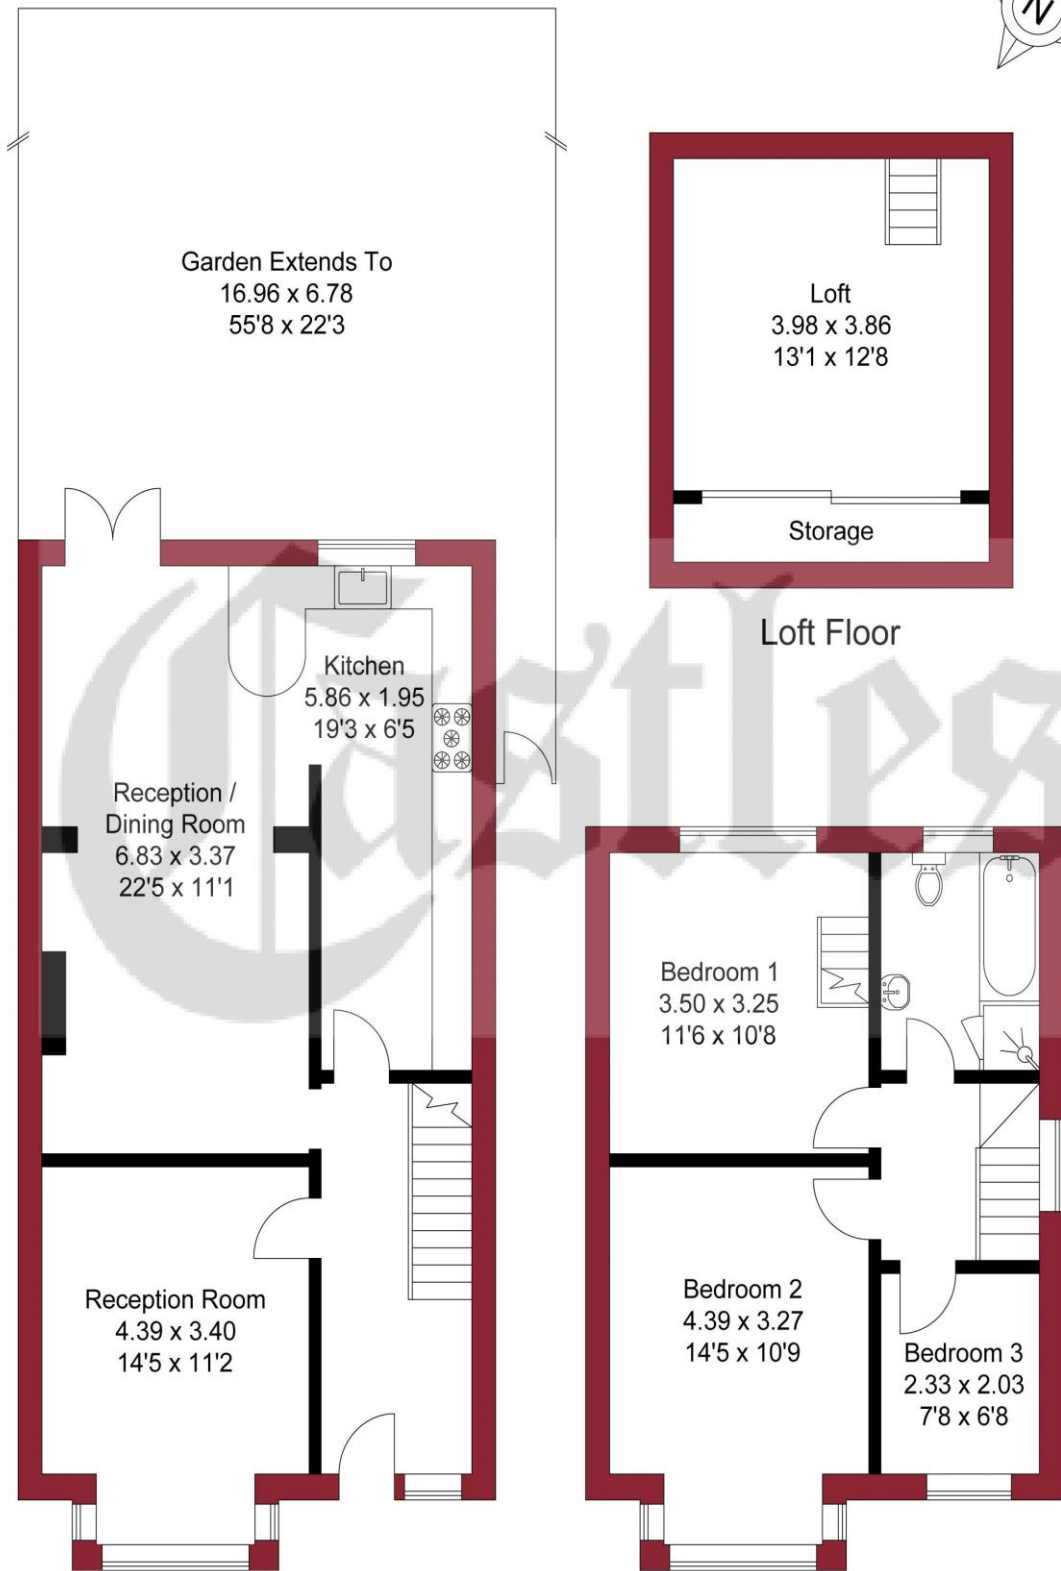 N
Garden Extends To
16.96 x 6.78
55'8 x 22'3
Loft
3.98 x 3.86
13'1 x 12'8
Storage
Loft Floor
Castles
Kitchen
5.86 x 1.95
19'3 x 6'5
Reception /
Dining Room
6.83 x 3.37
22'5 x 11'1
Reception Room
4.39 x 3.40
14'5 x 11'2
Bedroom 1
3.50 x 3.25
11'6 x 10'8
Bedroom 2
4.39 x 3.27
14'5 x 10'9
Bedroom 3
2.33 x 2.03
7'8 x 6'8